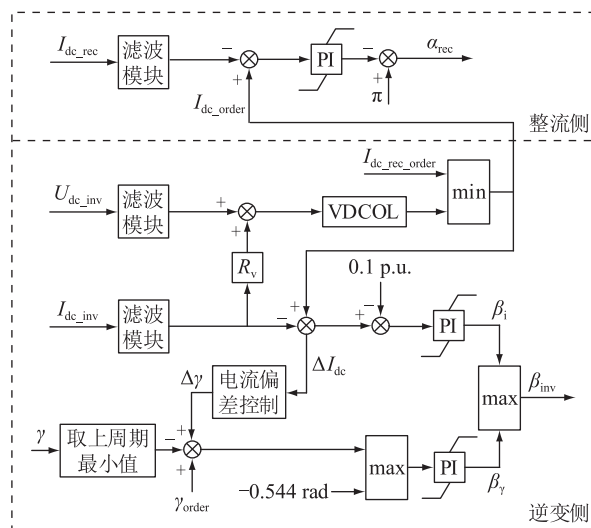 I_dc_rec
滤波
模块
−
+
I_dc_order
PI
−
+
π
α_rec
整流侧
I_dc_rec_order
U_dc_inv
滤波
模块
+
+
VDCOL
min
R_v
0.1 p.u.
I_dc_inv
滤波
模块
−
+
+
−
PI
β_i
ΔI_dc
电流偏
差控制
Δγ
max
β_inv
γ
取上周期
最小值
−
+
+
γ_order
−0.544 rad
max
PI
β_γ
逆变侧